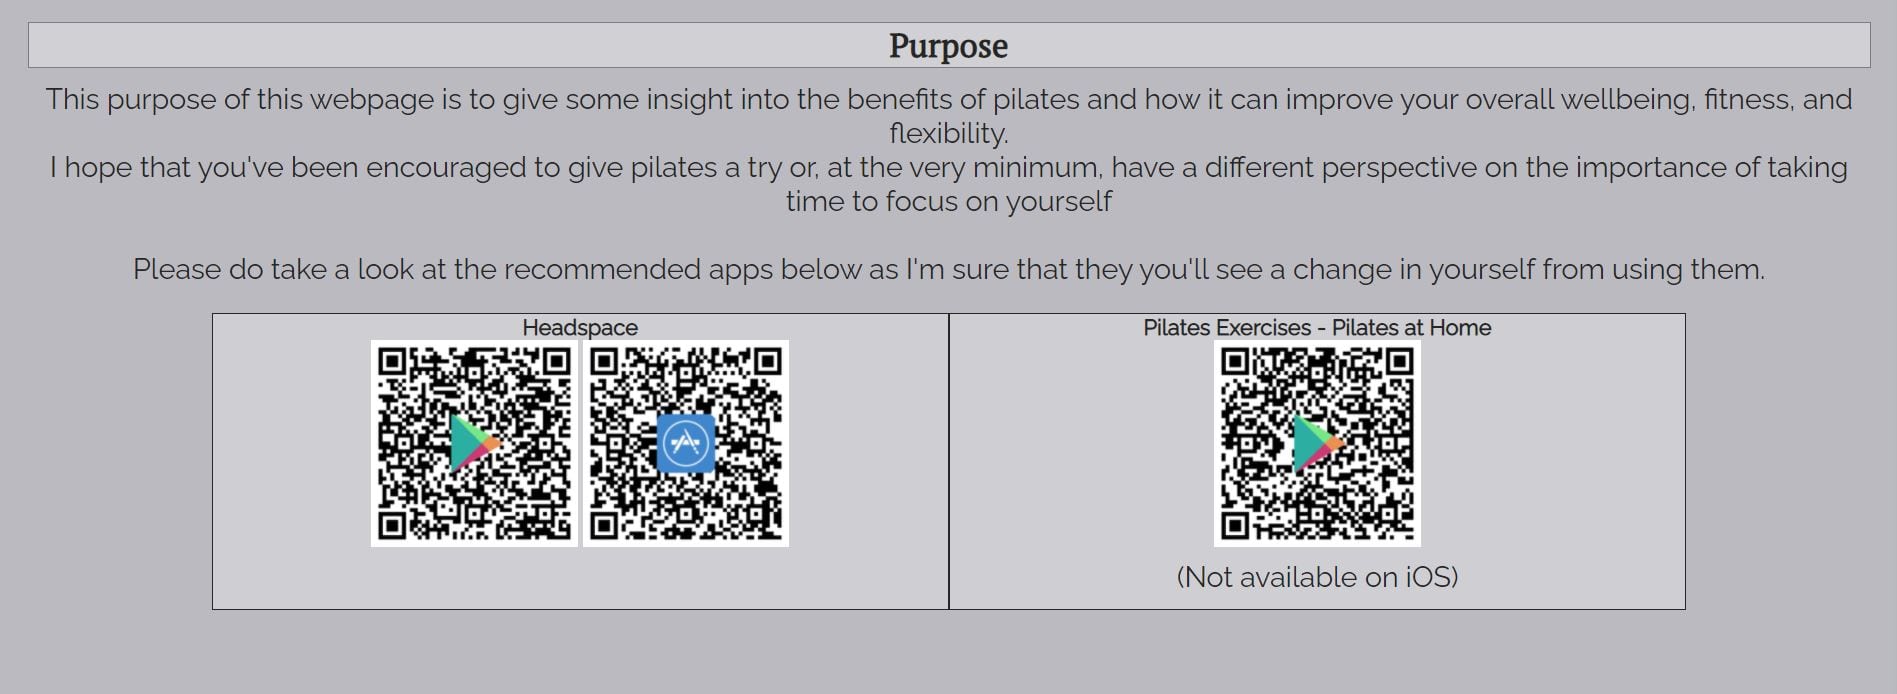 Purpose
This purpose of this webpage is to give some insight into the benefits of pilates and how it can improve your overall wellbeing, fitness, and
flexibility.
I hope that you've been encouraged to give pilates a try or, at the very minimum, have a different perspective on the importance of taking
time to focus on yourself
Please do take a look at the recommended apps below as I'm sure that they you'll see a change in yourself from using them.
Headspace
Pilates Exercises - Pilates at Home
(Not available on iOS)